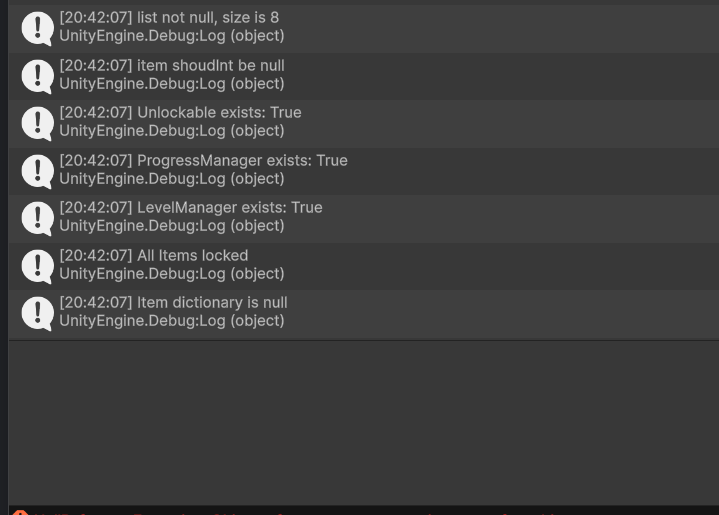 [20:42:07] list not null, size is 8
UnityEngine.Debug:Log (object)
[20:42:07] item shoudlnt be null
UnityEngine.Debug:Log (object)
[20:42:07] Unlockable exists: True
UnityEngine.Debug:Log (object)
[20:42:07] ProgressManager exists: True
UnityEngine.Debug:Log (object)
[20:42:07] LevelManager exists: True
UnityEngine.Debug:Log (object)
[20:42:07] All Items locked
UnityEngine.Debug:Log (object)
[20:42:07] Item dictionary is null
UnityEngine.Debug:Log (object)